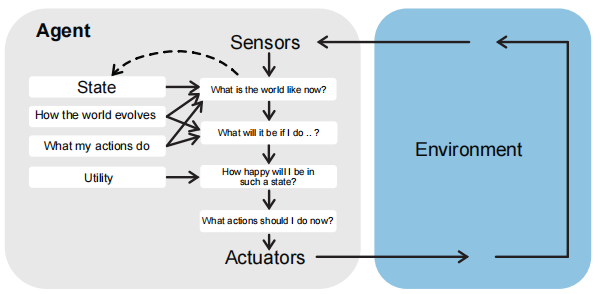 Agent
Sensors
State
What is the world like now?
How the world evolves
What will it be if I do .. ?
What my actions do
Environment
Utility
How happy will I be in
such a state?
What actions should I do now?
Actuators